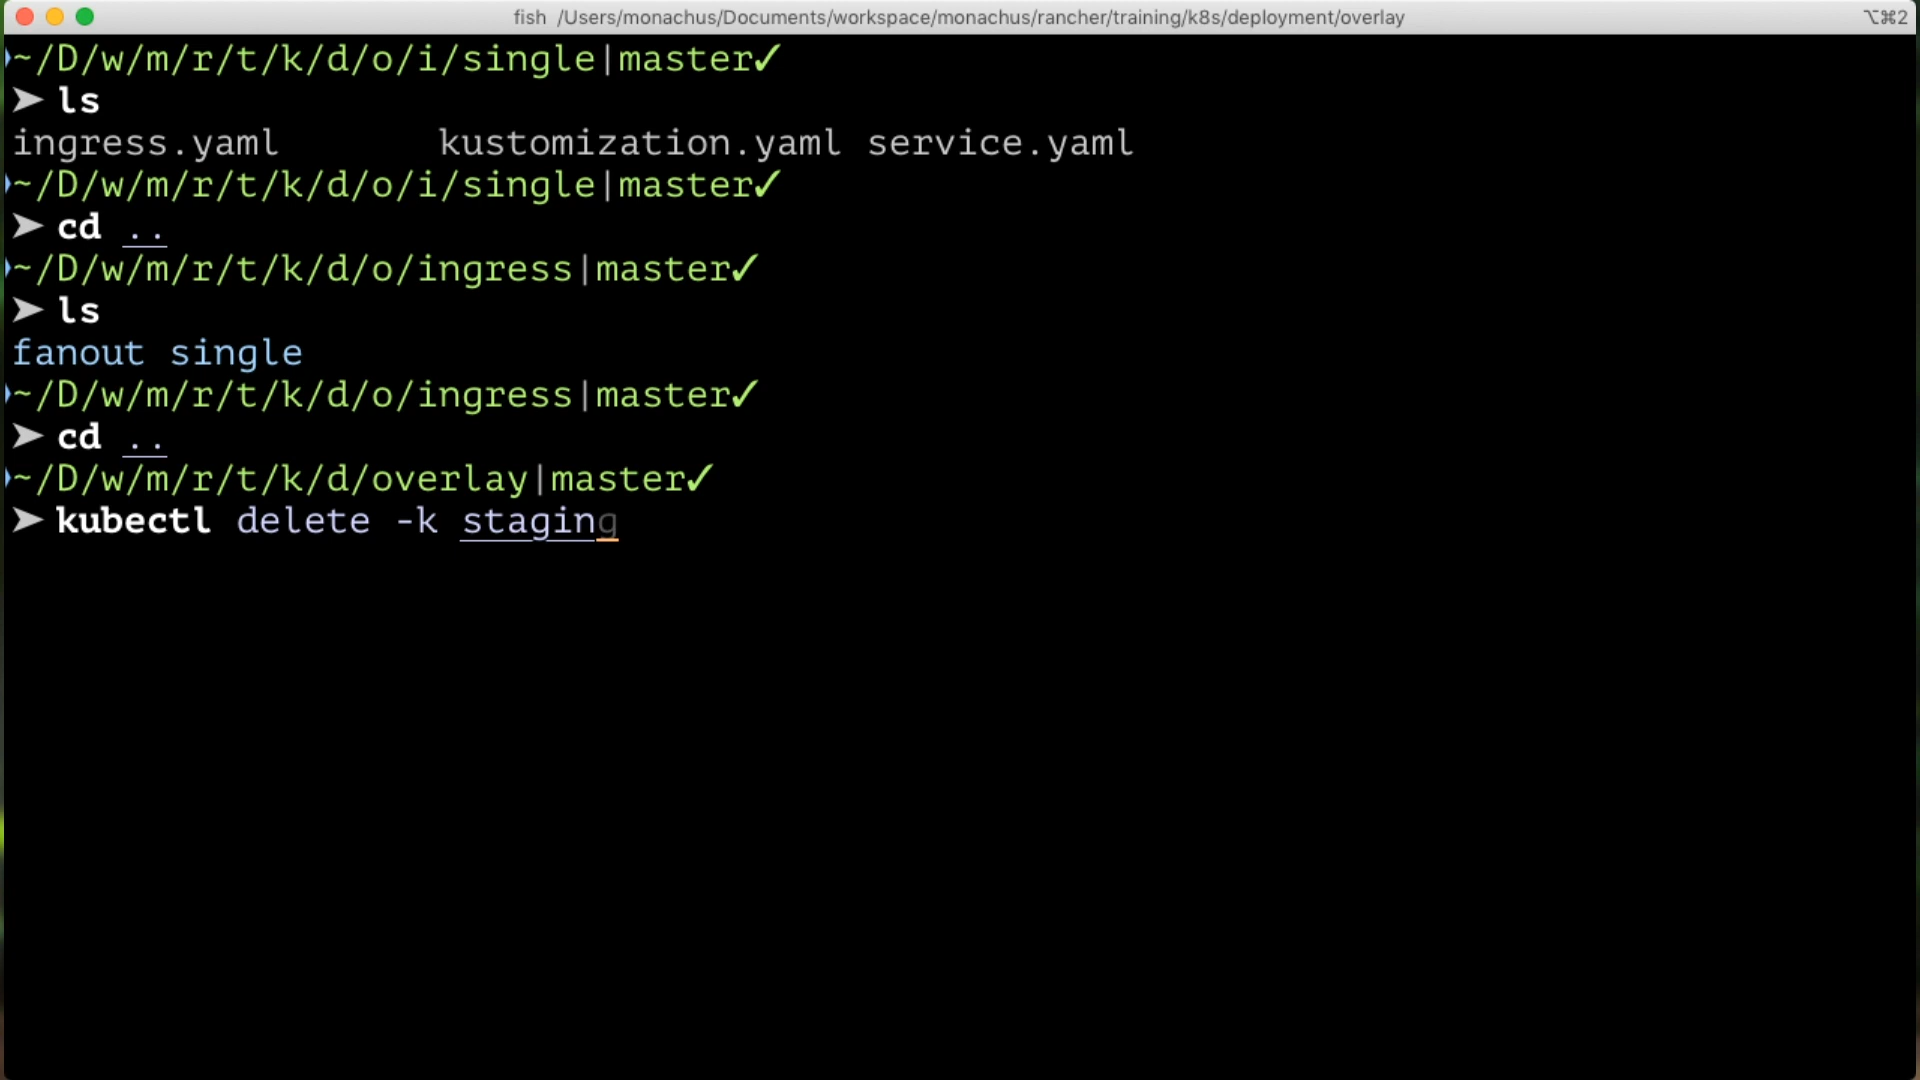 fish /Users/monachus/Documents/workspace/monachus/rancher/training/k8s/deployment/overlay ⌥⌘2
~/D/w/m/r/t/k/d/o/i/single|master✓
➤ ls
ingress.yaml kustomization.yaml service.yaml
~/D/w/m/r/t/k/d/o/i/single|master✓
➤ cd ..
~/D/w/m/r/t/k/d/o/ingress|master✓
➤ ls
fanout single
~/D/w/m/r/t/k/d/o/ingress|master✓
➤ cd ..
~/D/w/m/r/t/k/d/overlay|master✓
➤ kubectl delete -k staging